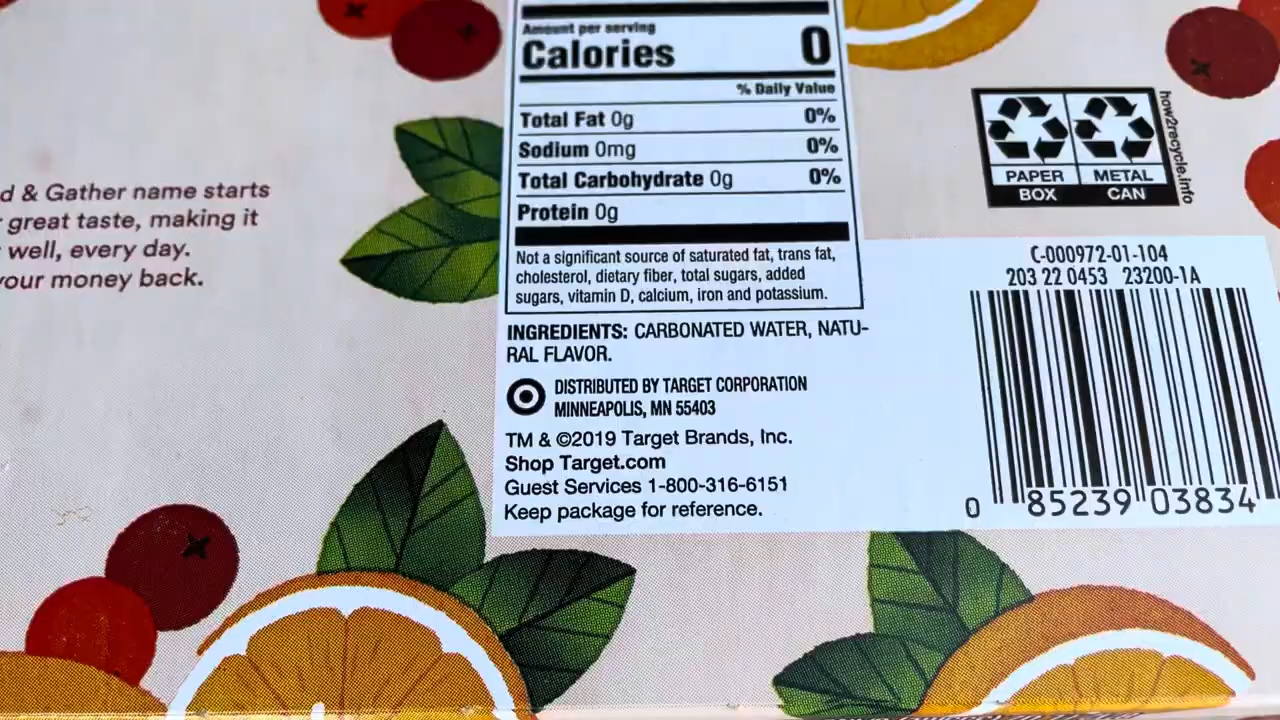 d & Gather name starts
great taste, making it
well, every day.
your money back.
Amount per serving
Calories 0
% Daily Value
Total Fat 0g 0%
Sodium 0mg 0%
Total Carbohydrate 0g 0%
Protein 0g
Not a significant source of saturated fat, trans fat,
cholesterol, dietary fiber, total sugars, added
sugars, vitamin D, calcium, iron and potassium.
INGREDIENTS: CARBONATED WATER, NATU-
RAL FLAVOR.
DISTRIBUTED BY TARGET CORPORATION
MINNEAPOLIS, MN 55403
TM & ©2019 Target Brands, Inc.
Shop Target.com
Guest Services 1-800-316-6151
Keep package for reference.
PAPER METAL
BOX CAN
how2recycle.info
C-000972-01-104
203 22 0453 23200-1A
0 85239 03834